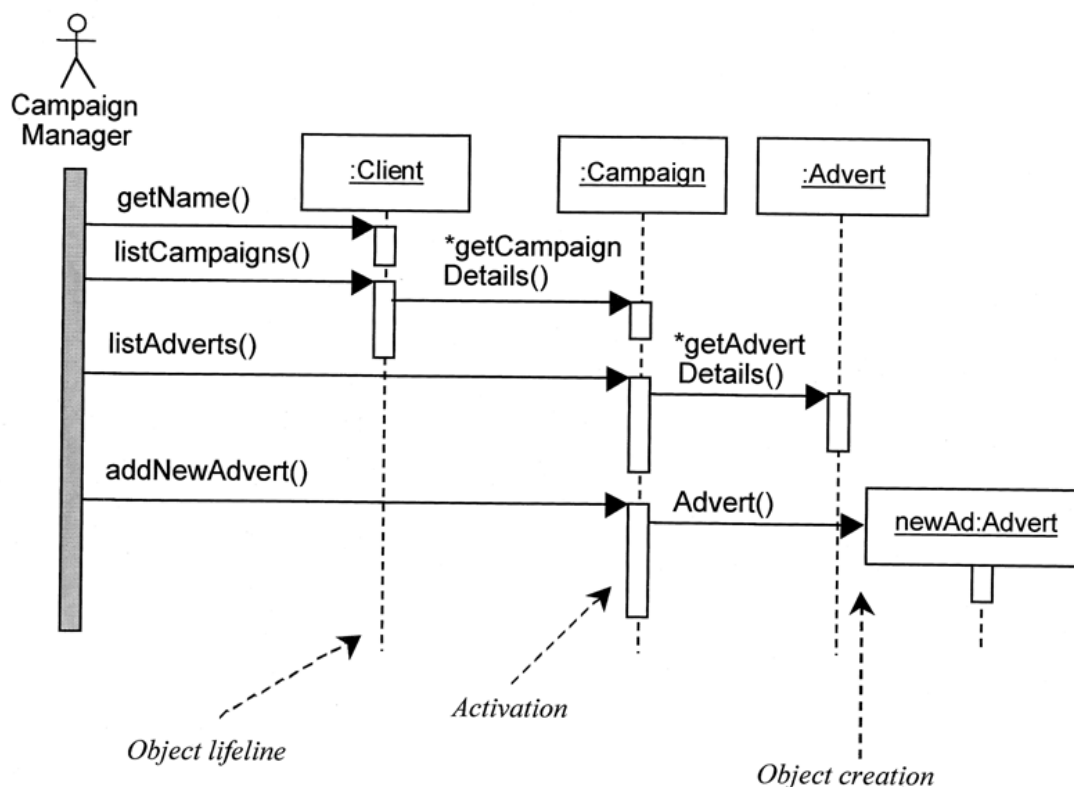 Campaign
Manager
:Client
:Campaign
:Advert
getName()
listCampaigns()
*getCampaign
Details()
listAdverts()
*getAdvert
Details()
addNewAdvert()
Advert()
newAd:Advert
Object lifeline
Activation
Object creation